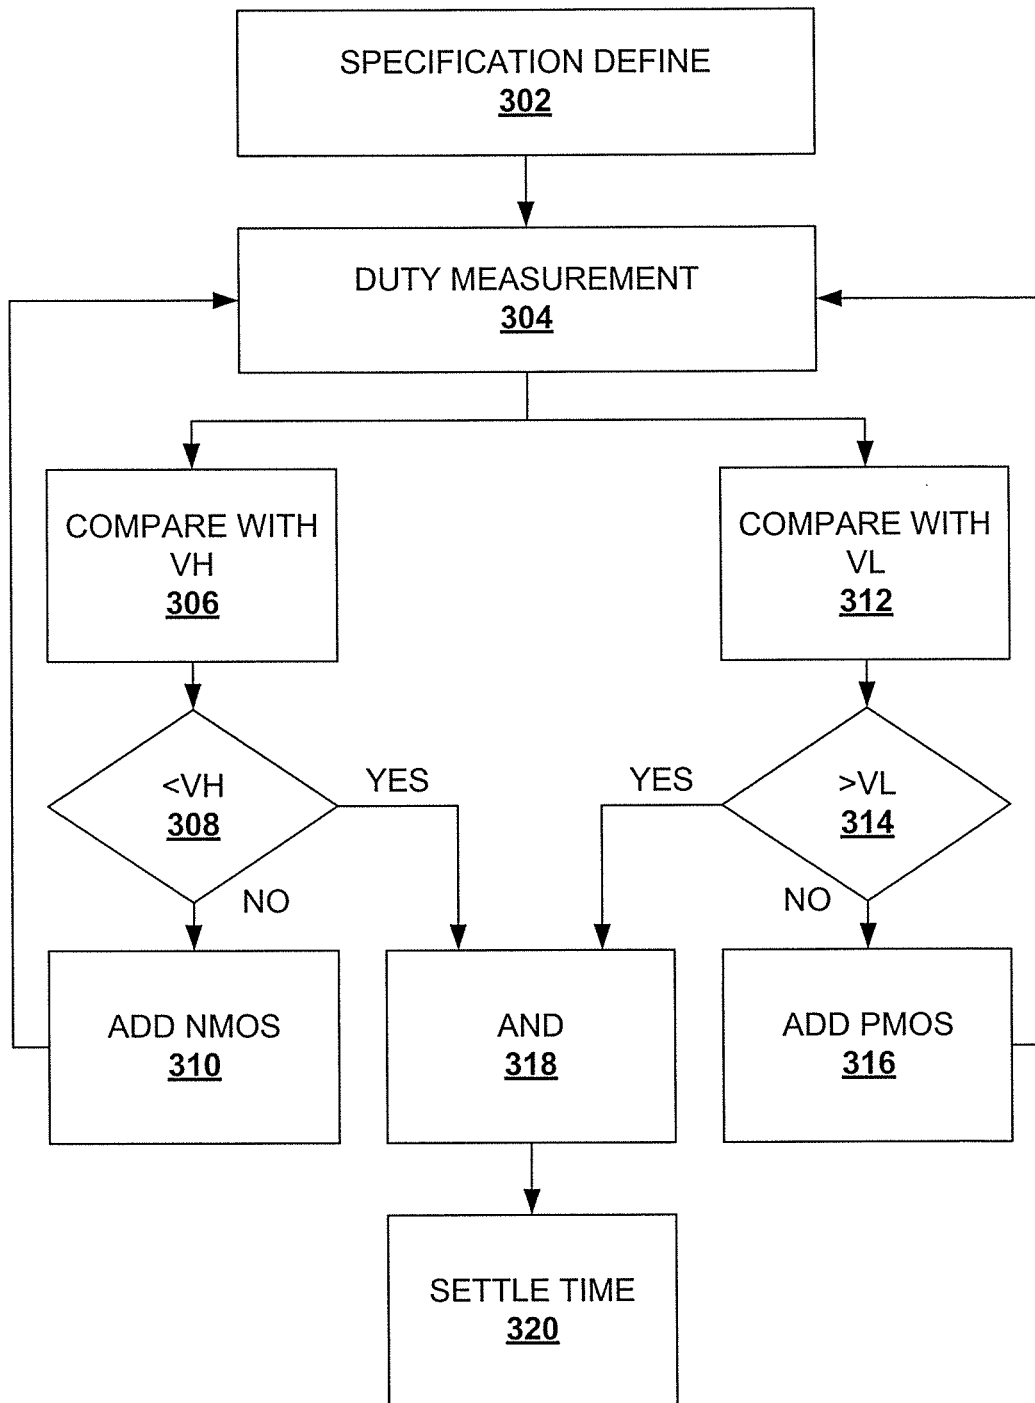 SPECIFICATION DEFINE
302
DUTY MEASUREMENT
304
COMPARE WITH
VH
306
COMPARE WITH
VL
312
<VH
308
YES
NO
YES
>VL
314
NO
ADD NMOS
310
AND
318
ADD PMOS
316
SETTLE TIME
320